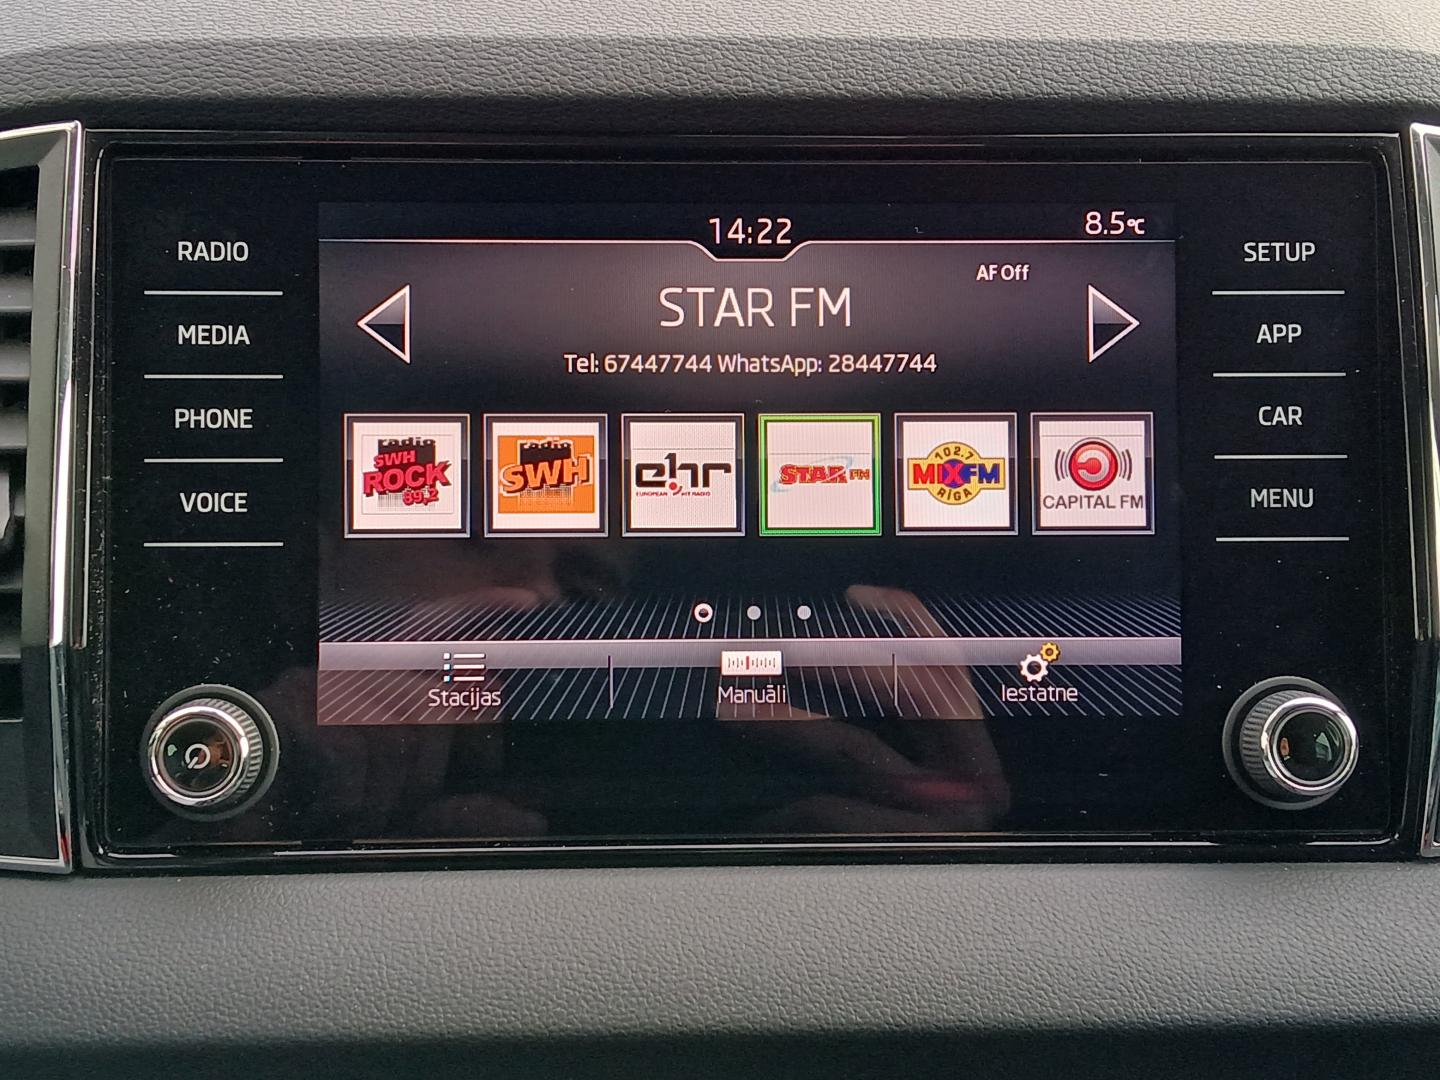 14:22
8.5°C
AF Off
STAR FM
Tel: 67447744 WhatsApp: 28447744
RADIO
MEDIA
PHONE
VOICE
SETUP
APP
CAR
MENU
radio
SWH
ROCK
89,2
radio
SWH
ehr
EUROPEAN HIT RADIO
STAR FM
102.7
MIX FM
RĪGA
CAPITAL FM
Stacijas
Manuāli
Iestatne